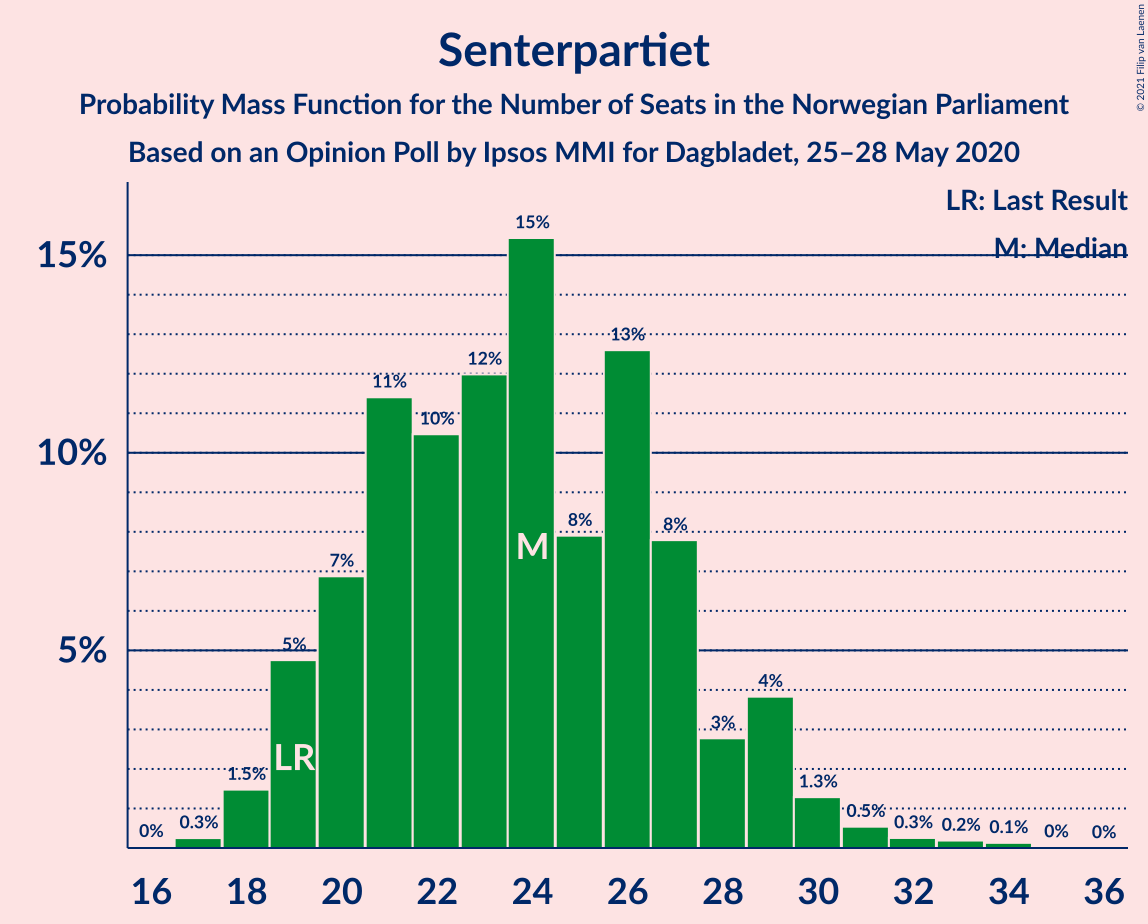 Senterpartiet
Probability Mass Function for the Number of Seats in the Norwegian Parliament
Based on an Opinion Poll by Ipsos MMI for Dagbladet, 25–28 May 2020
© 2021 Filip van Laenen
LR: Last Result
M: Median
15%
10%
5%
0%
0.3%
1.5%
5%
7%
11%
10%
12%
15%
8%
13%
8%
3%
4%
1.3%
0.5%
0.3%
0.2%
0.1%
0%
0%
LR
M
16 18 20 22 24 26 28 30 32 34 36